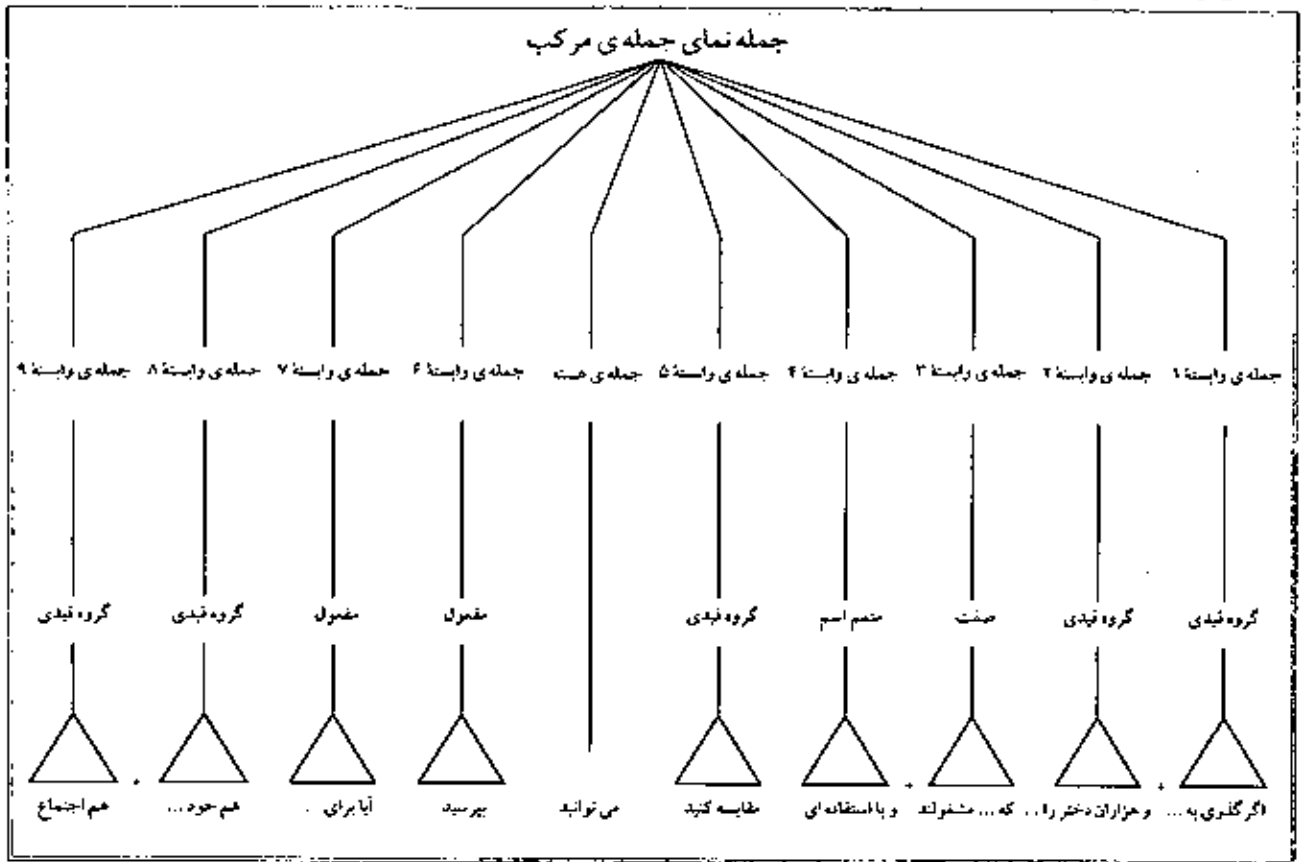 جمله نمای جمله‌ی مرکب
جمله‌ی وابستهٔ ۱ جمله‌ی وابستهٔ ۲ جمله‌ی وابستهٔ ۳ جمله‌ی وابستهٔ ۴ جمله‌ی وابستهٔ ۵ جمله‌ی هسته جمله‌ی وابستهٔ ۶ جمله‌ی وابستهٔ ۷ جمله‌ی وابستهٔ ۸ جمله‌ی وابستهٔ ۹
گروه قیدی گروه قیدی صفت متمم اسم گروه قیدی مفعول مفعول گروه قیدی گروه قیدی
اگر گذری به ... و هزاران دختر را ... که ... مشغولند و با استفاده‌ای مقایسه کنید می‌توانید بپرسید آیا برای .. هم خود ... هم اجتماع